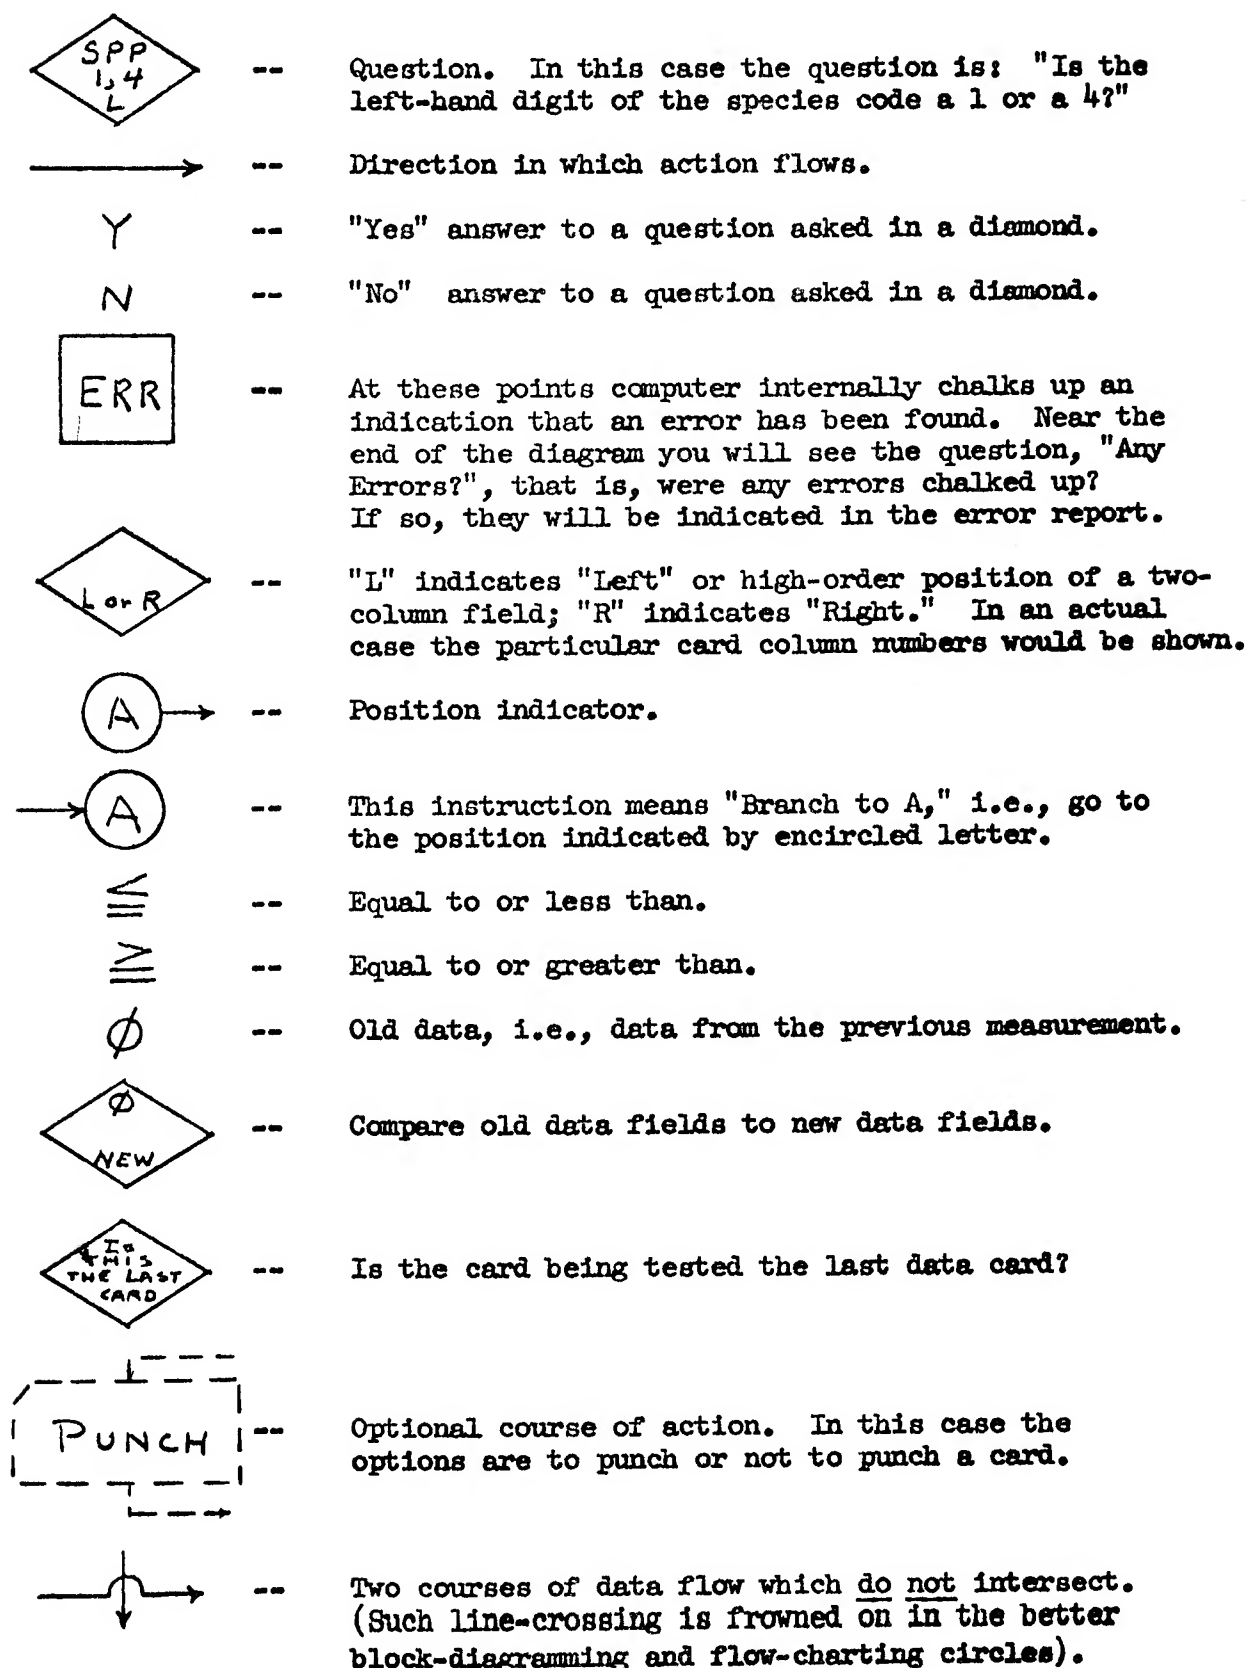 SPP
1, 4
L
-- Question. In this case the question is: "Is the
left-hand digit of the species code a 1 or a 4?"
-- Direction in which action flows.
Y -- "Yes" answer to a question asked in a diamond.
N -- "No" answer to a question asked in a diamond.
ERR -- At these points computer internally chalks up an
indication that an error has been found. Near the
end of the diagram you will see the question, "Any
Errors?", that is, were any errors chalked up?
If so, they will be indicated in the error report.
L or R -- "L" indicates "Left" or high-order position of a two-
column field; "R" indicates "Right." In an actual
case the particular card column numbers would be shown.
A -- Position indicator.
A -- This instruction means "Branch to A," i.e., go to
the position indicated by encircled letter.
≦ -- Equal to or less than.
≧ -- Equal to or greater than.
Ø -- Old data, i.e., data from the previous measurement.
Ø
NEW
-- Compare old data fields to new data fields.
Is
THIS
THE LAST
CARD
-- Is the card being tested the last data card?
PUNCH -- Optional course of action. In this case the
options are to punch or not to punch a card.
-- Two courses of data flow which do not intersect.
(Such line-crossing is frowned on in the better
block-diagramming and flow-charting circles).